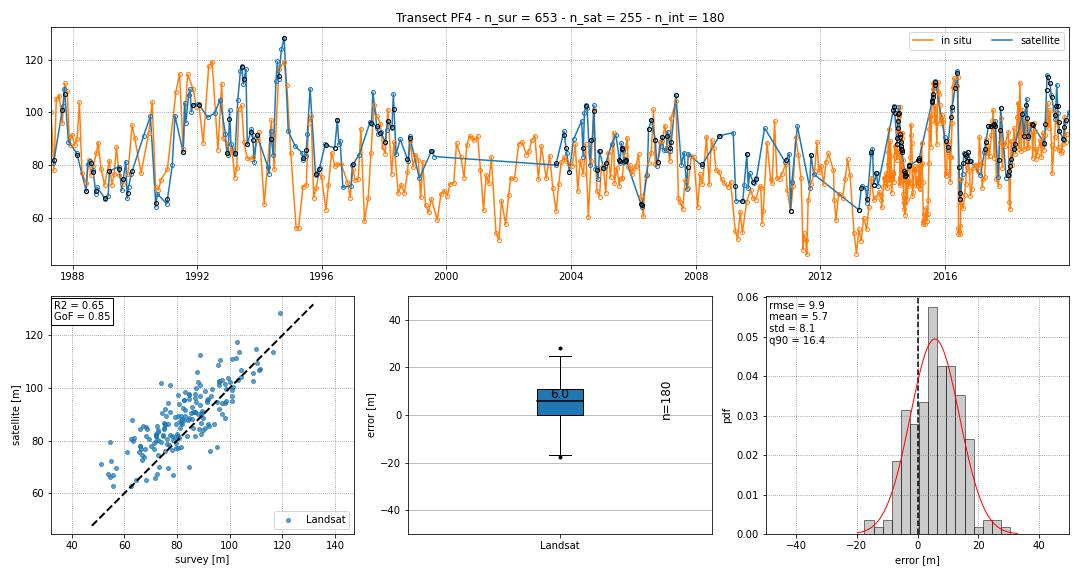 Transect PF4 - n_sur = 653 - n_sat = 255 - n_int = 180
in situ satellite
120
100
80
60
1988 1992 1996 2000 2004 2008 2012 2016
R2 = 0.65
GoF = 0.85
120
100
80
60
satellite [m]
Landsat
40 60 80 100 120 140
survey [m]
40
20
0
−20
−40
error [m]
6.0
n=180
Landsat
rmse = 9.9
mean = 5.7
std = 8.1
q90 = 16.4
0.06
0.05
0.04
0.03
0.02
0.01
0.00
pdf
−40 −20 0 20 40
error [m]